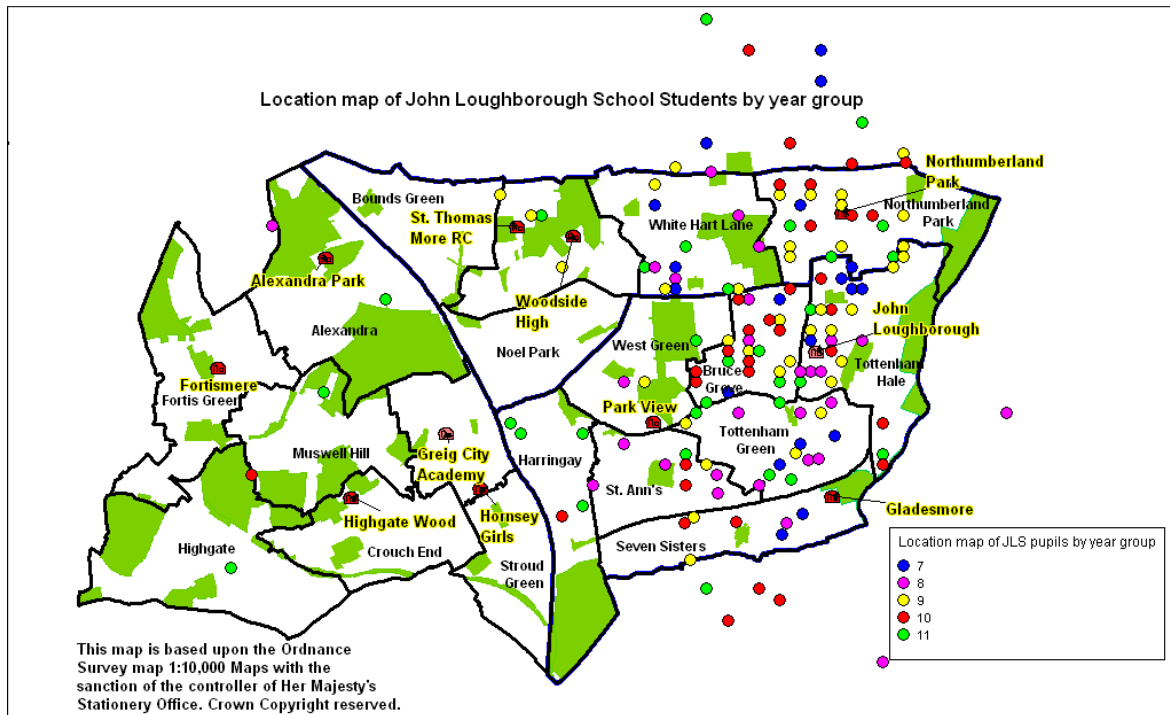 Location map of John Loughborough School Students by year group
Northumberland
Park
Northumberland
Park
Bounds Green
St. Thomas
More RC
White Hart Lane
Alexandra Park
Woodside
High
John
Loughborough
Alexandra
Noel Park
West Green
Bruce
Grove
Tottenham
Hale
Fortismere
Fortis Green
Park View
Tottenham
Green
Muswell Hill
Greig City
Academy
Harringay
St. Ann's
Highgate Wood
Hornsey
Girls
Gladesmore
Highgate
Crouch End
Stroud
Green
Seven Sisters
Location map of JLS pupils by year group
7
8
9
10
11
This map is based upon the Ordnance
Survey map 1:10,000 Maps with the
sanction of the controller of Her Majesty's
Stationery Office. Crown Copyright reserved.